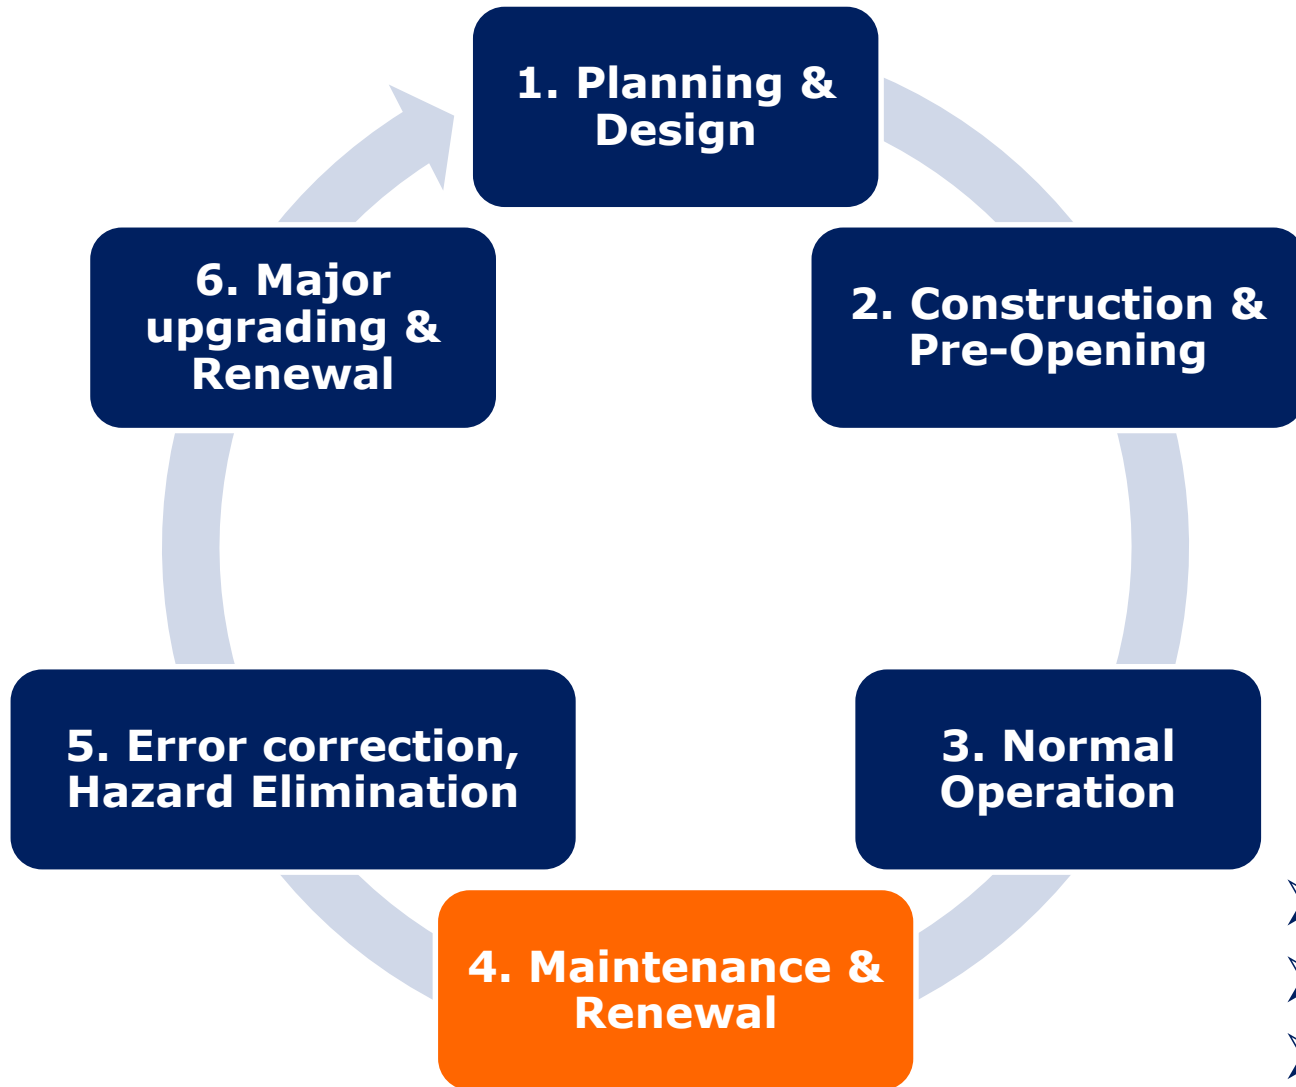 1. Planning &
Design
2. Construction &
Pre-Opening
3. Normal
Operation
4. Maintenance &
Renewal
5. Error correction,
Hazard Elimination
6. Major
upgrading &
Renewal